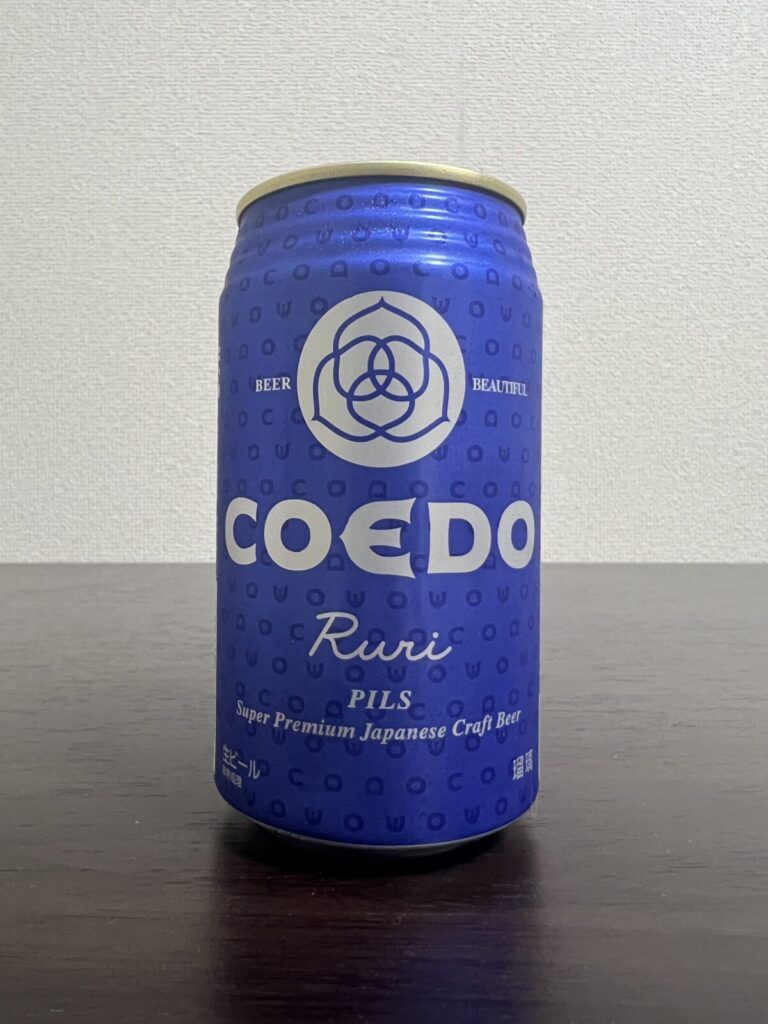 BEER
BEAUTIFUL
COEDO
Ruri
PILS
Super Premium Japanese Craft Beer
生ビール
瑠璃